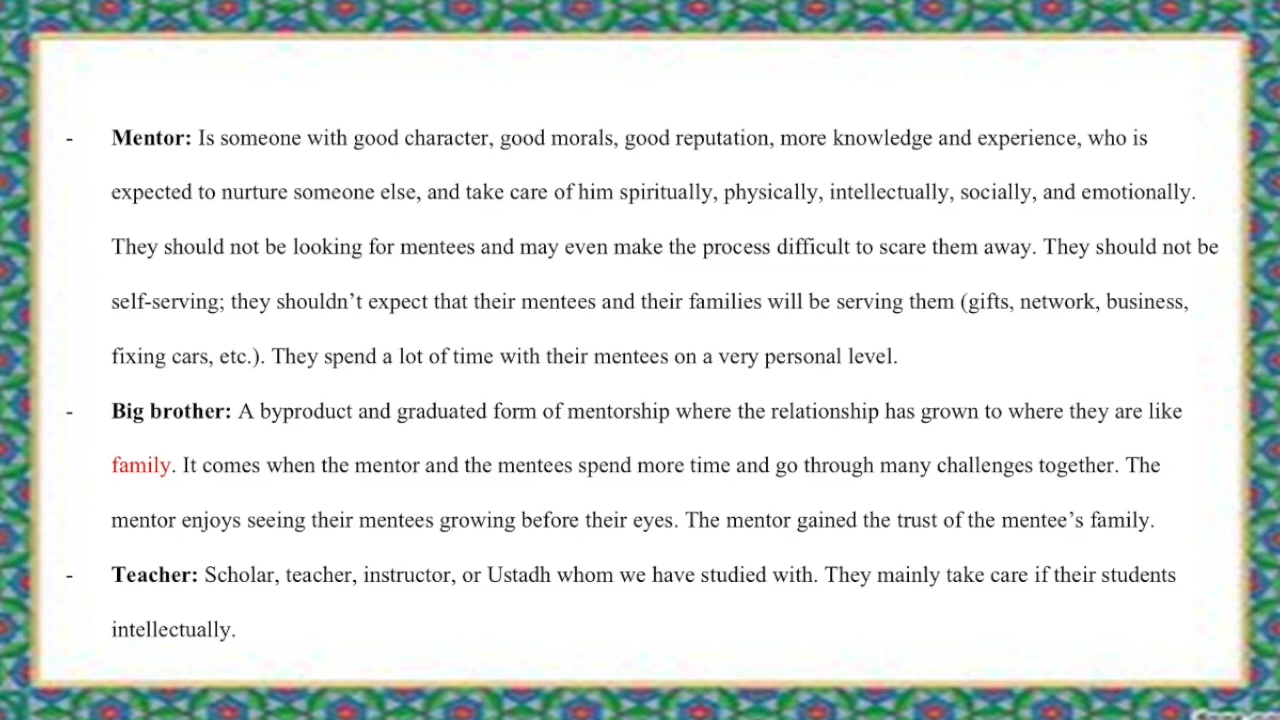 - Mentor: Is someone with good character, good morals, good reputation, more knowledge and experience, who is
expected to nurture someone else, and take care of him spiritually, physically, intellectually, socially, and emotionally.
They should not be looking for mentees and may even make the process difficult to scare them away. They should not be
self-serving; they shouldn’t expect that their mentees and their families will be serving them (gifts, network, business,
fixing cars, etc.). They spend a lot of time with their mentees on a very personal level.
- Big brother: A byproduct and graduated form of mentorship where the relationship has grown to where they are like
family. It comes when the mentor and the mentees spend more time and go through many challenges together. The
mentor enjoys seeing their mentees growing before their eyes. The mentor gained the trust of the mentee’s family.
- Teacher: Scholar, teacher, instructor, or Ustadh whom we have studied with. They mainly take care if their students
intellectually.